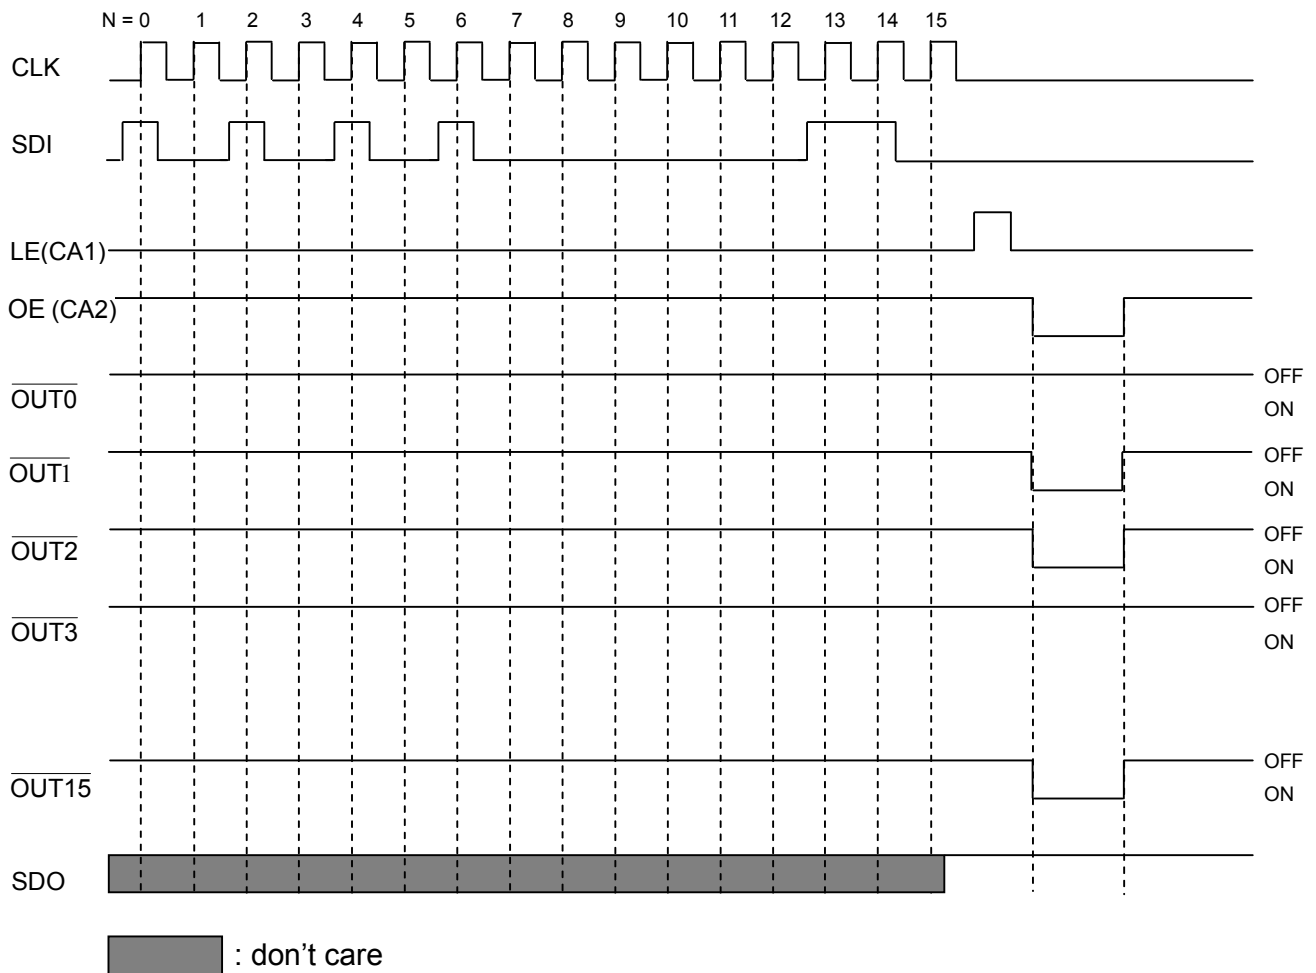 N = 0 1 2 3 4 5 6 7 8 9 10 11 12 13 14 15
CLK
SDI
LE(CA1)
OE (CA2)
OUT0
OFF
ON
OUT1
OFF
ON
OUT2
OFF
ON
OUT3
OFF
ON
OUT15
OFF
ON
SDO
: don’t care